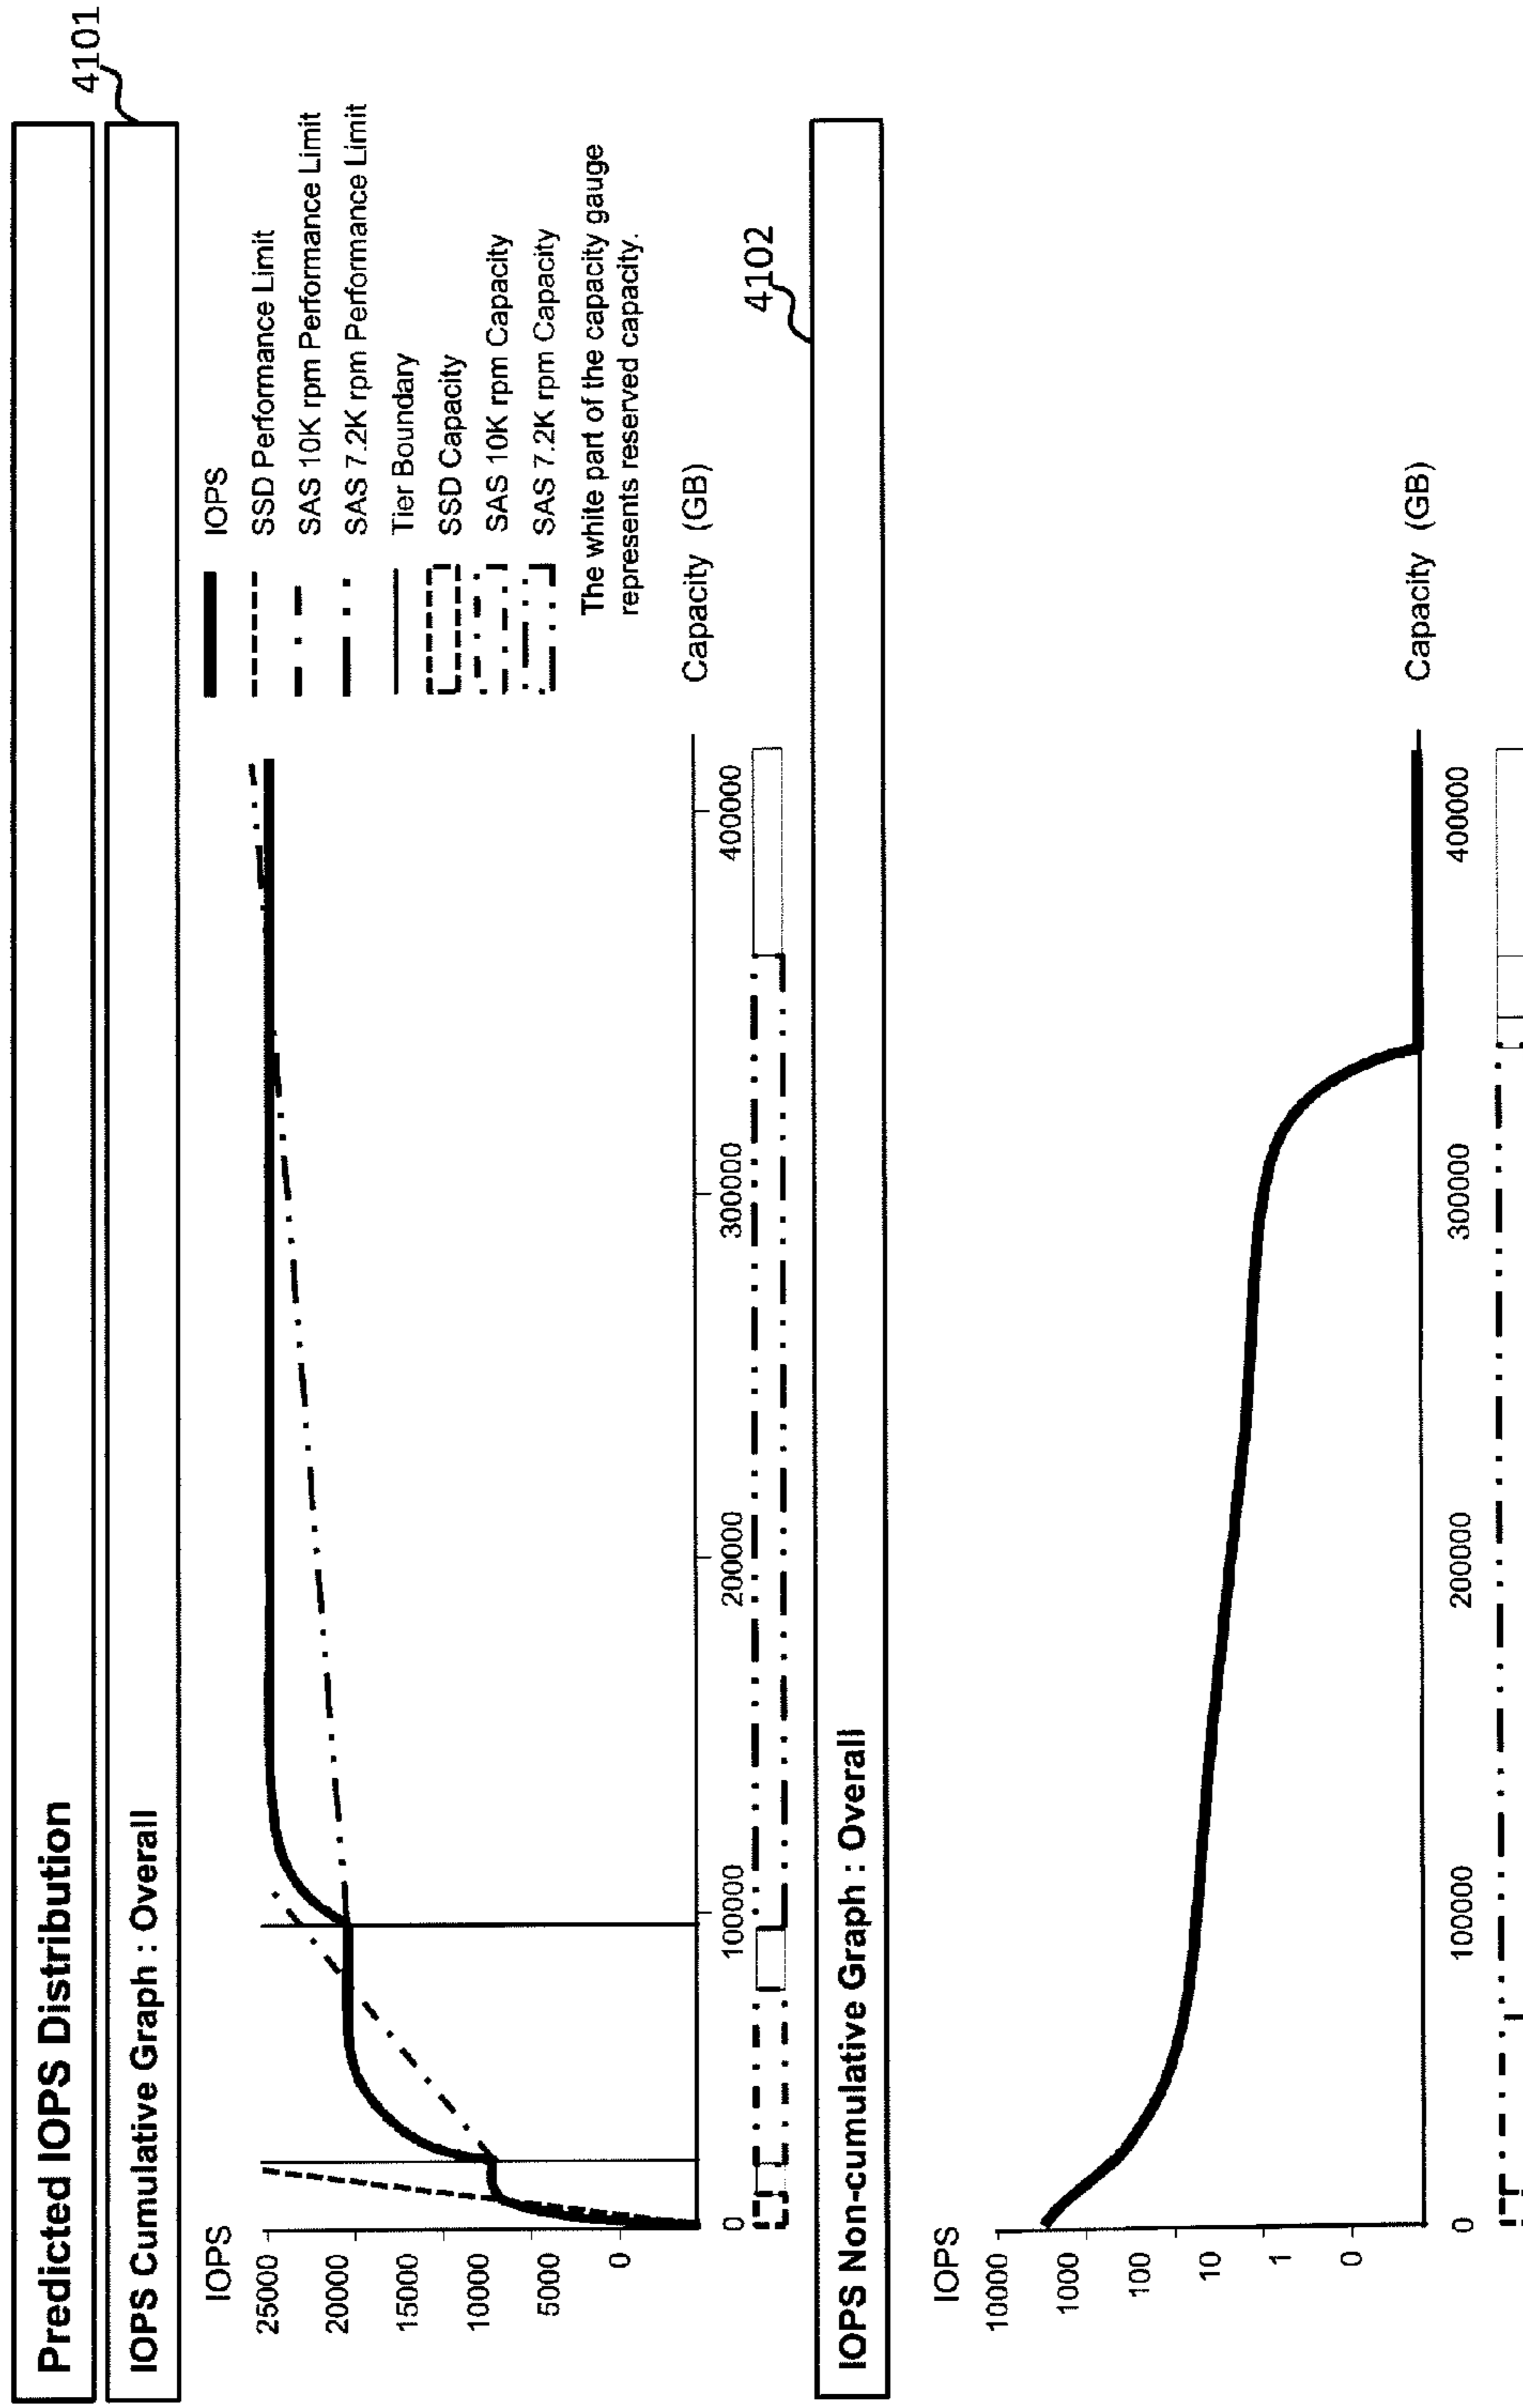 Predicted IOPS Distribution
IOPS Cumulative Graph : Overall
4101
IOPS
25000
20000
15000
10000
5000
0
0
100000
200000
300000
400000
Capacity (GB)
IOPS
SSD Performance Limit
SAS 10K rpm Performance Limit
SAS 7.2K rpm Performance Limit
Tier Boundary
SSD Capacity
SAS 10K rpm Capacity
SAS 7.2K rpm Capacity
The white part of the capacity gauge
represents reserved capacity.
4102
IOPS Non-cumulative Graph : Overall
IOPS
10000
1000
100
10
1
0
0
100000
200000
300000
400000
Capacity (GB)